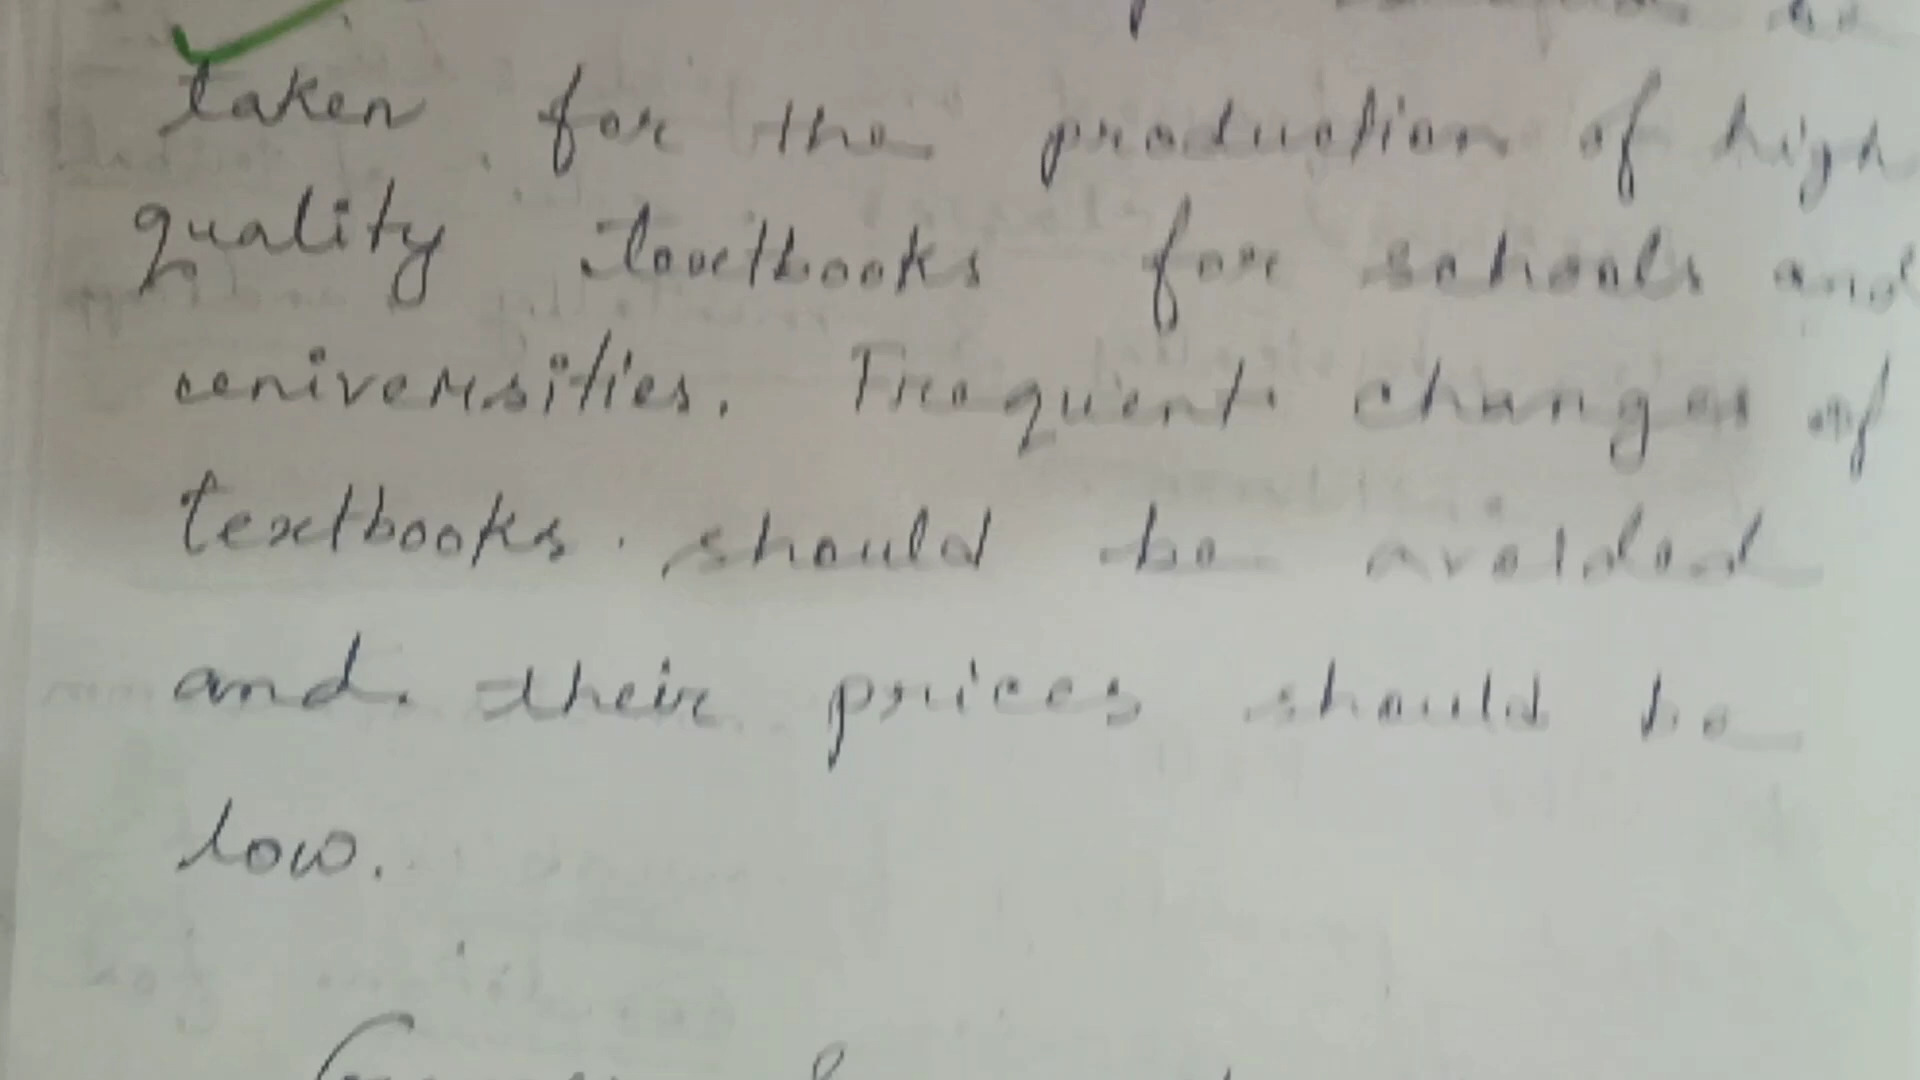 taken for the production of high
quality textbooks for schools and
universities. Frequent changes of
textbooks should be avoided
and their prices should be
low.